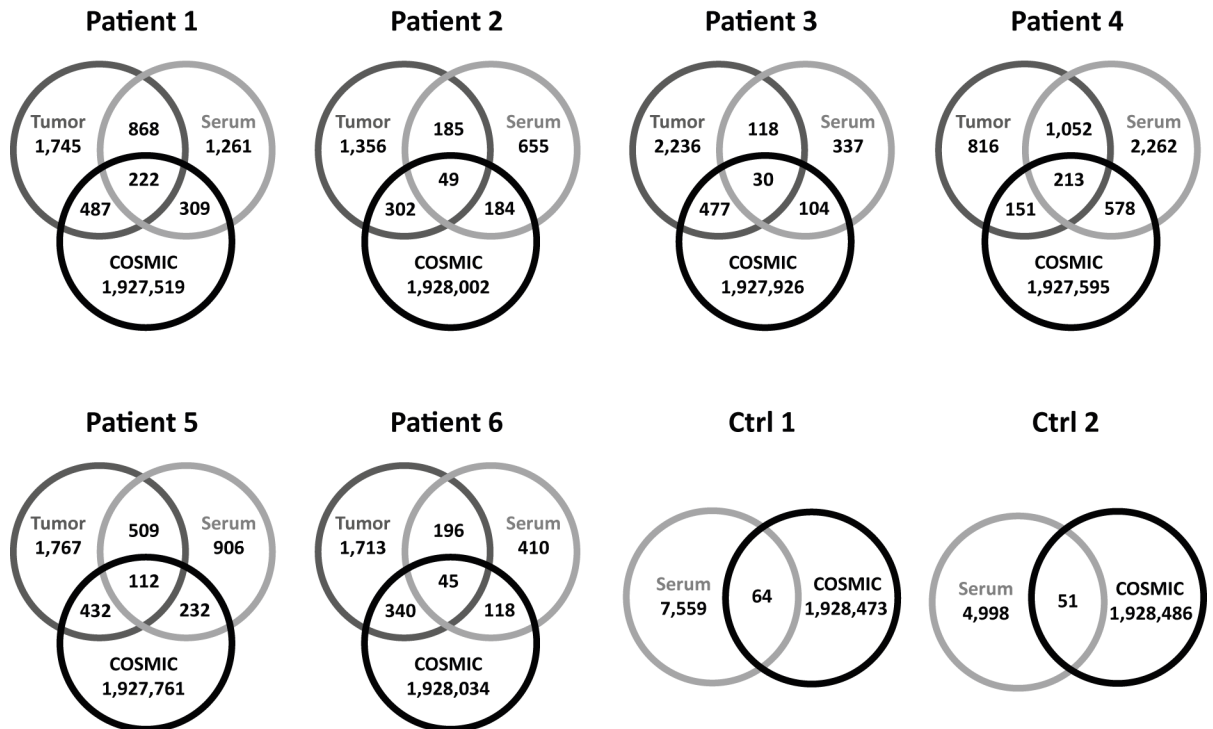 Patient 1
Tumor
1,745
868
Serum
1,261
222
487
309
COSMIC
1,927,519
Patient 2
Tumor
1,356
185
Serum
655
49
302
184
COSMIC
1,928,002
Patient 3
Tumor
2,236
118
Serum
337
30
477
104
COSMIC
1,927,926
Patient 4
Tumor
816
1,052
Serum
2,262
213
151
578
COSMIC
1,927,595
Patient 5
Tumor
1,767
509
Serum
906
112
432
232
COSMIC
1,927,761
Patient 6
Tumor
1,713
196
Serum
410
45
340
118
COSMIC
1,928,034
Ctrl 1
Serum
7,559
64
COSMIC
1,928,473
Ctrl 2
Serum
4,998
51
COSMIC
1,928,486